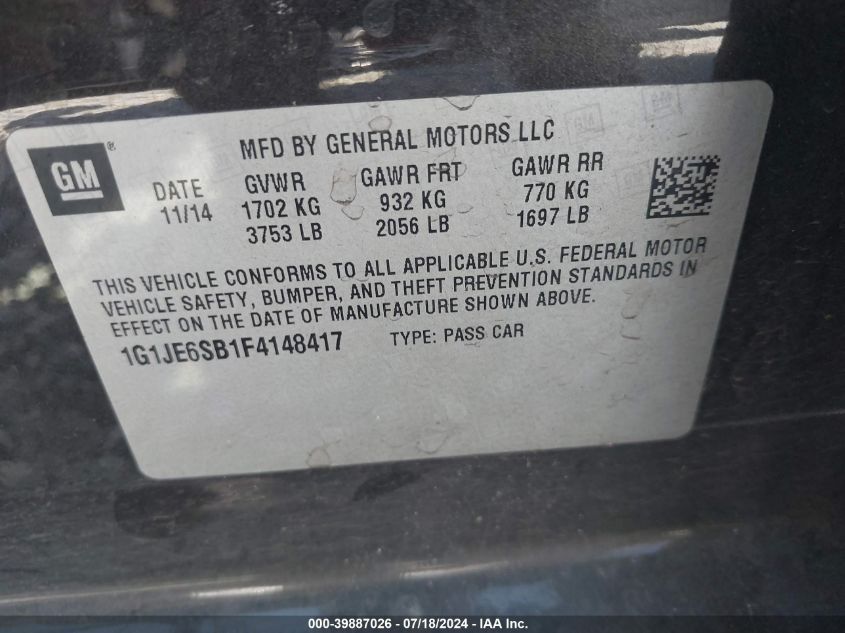 MFD BY GENERAL MOTORS LLC
GM®
DATE
11/14
GVWR
1702 KG
3753 LB
GAWR FRT
932 KG
2056 LB
GAWR RR
770 KG
1697 LB
THIS VEHICLE CONFORMS TO ALL APPLICABLE U.S. FEDERAL MOTOR
VEHICLE SAFETY, BUMPER, AND THEFT PREVENTION STANDARDS IN
EFFECT ON THE DATE OF MANUFACTURE SHOWN ABOVE.
1G1JE6SB1F4148417 TYPE: PASS CAR
000-39887026 - 07/18/2024 - IAA Inc.